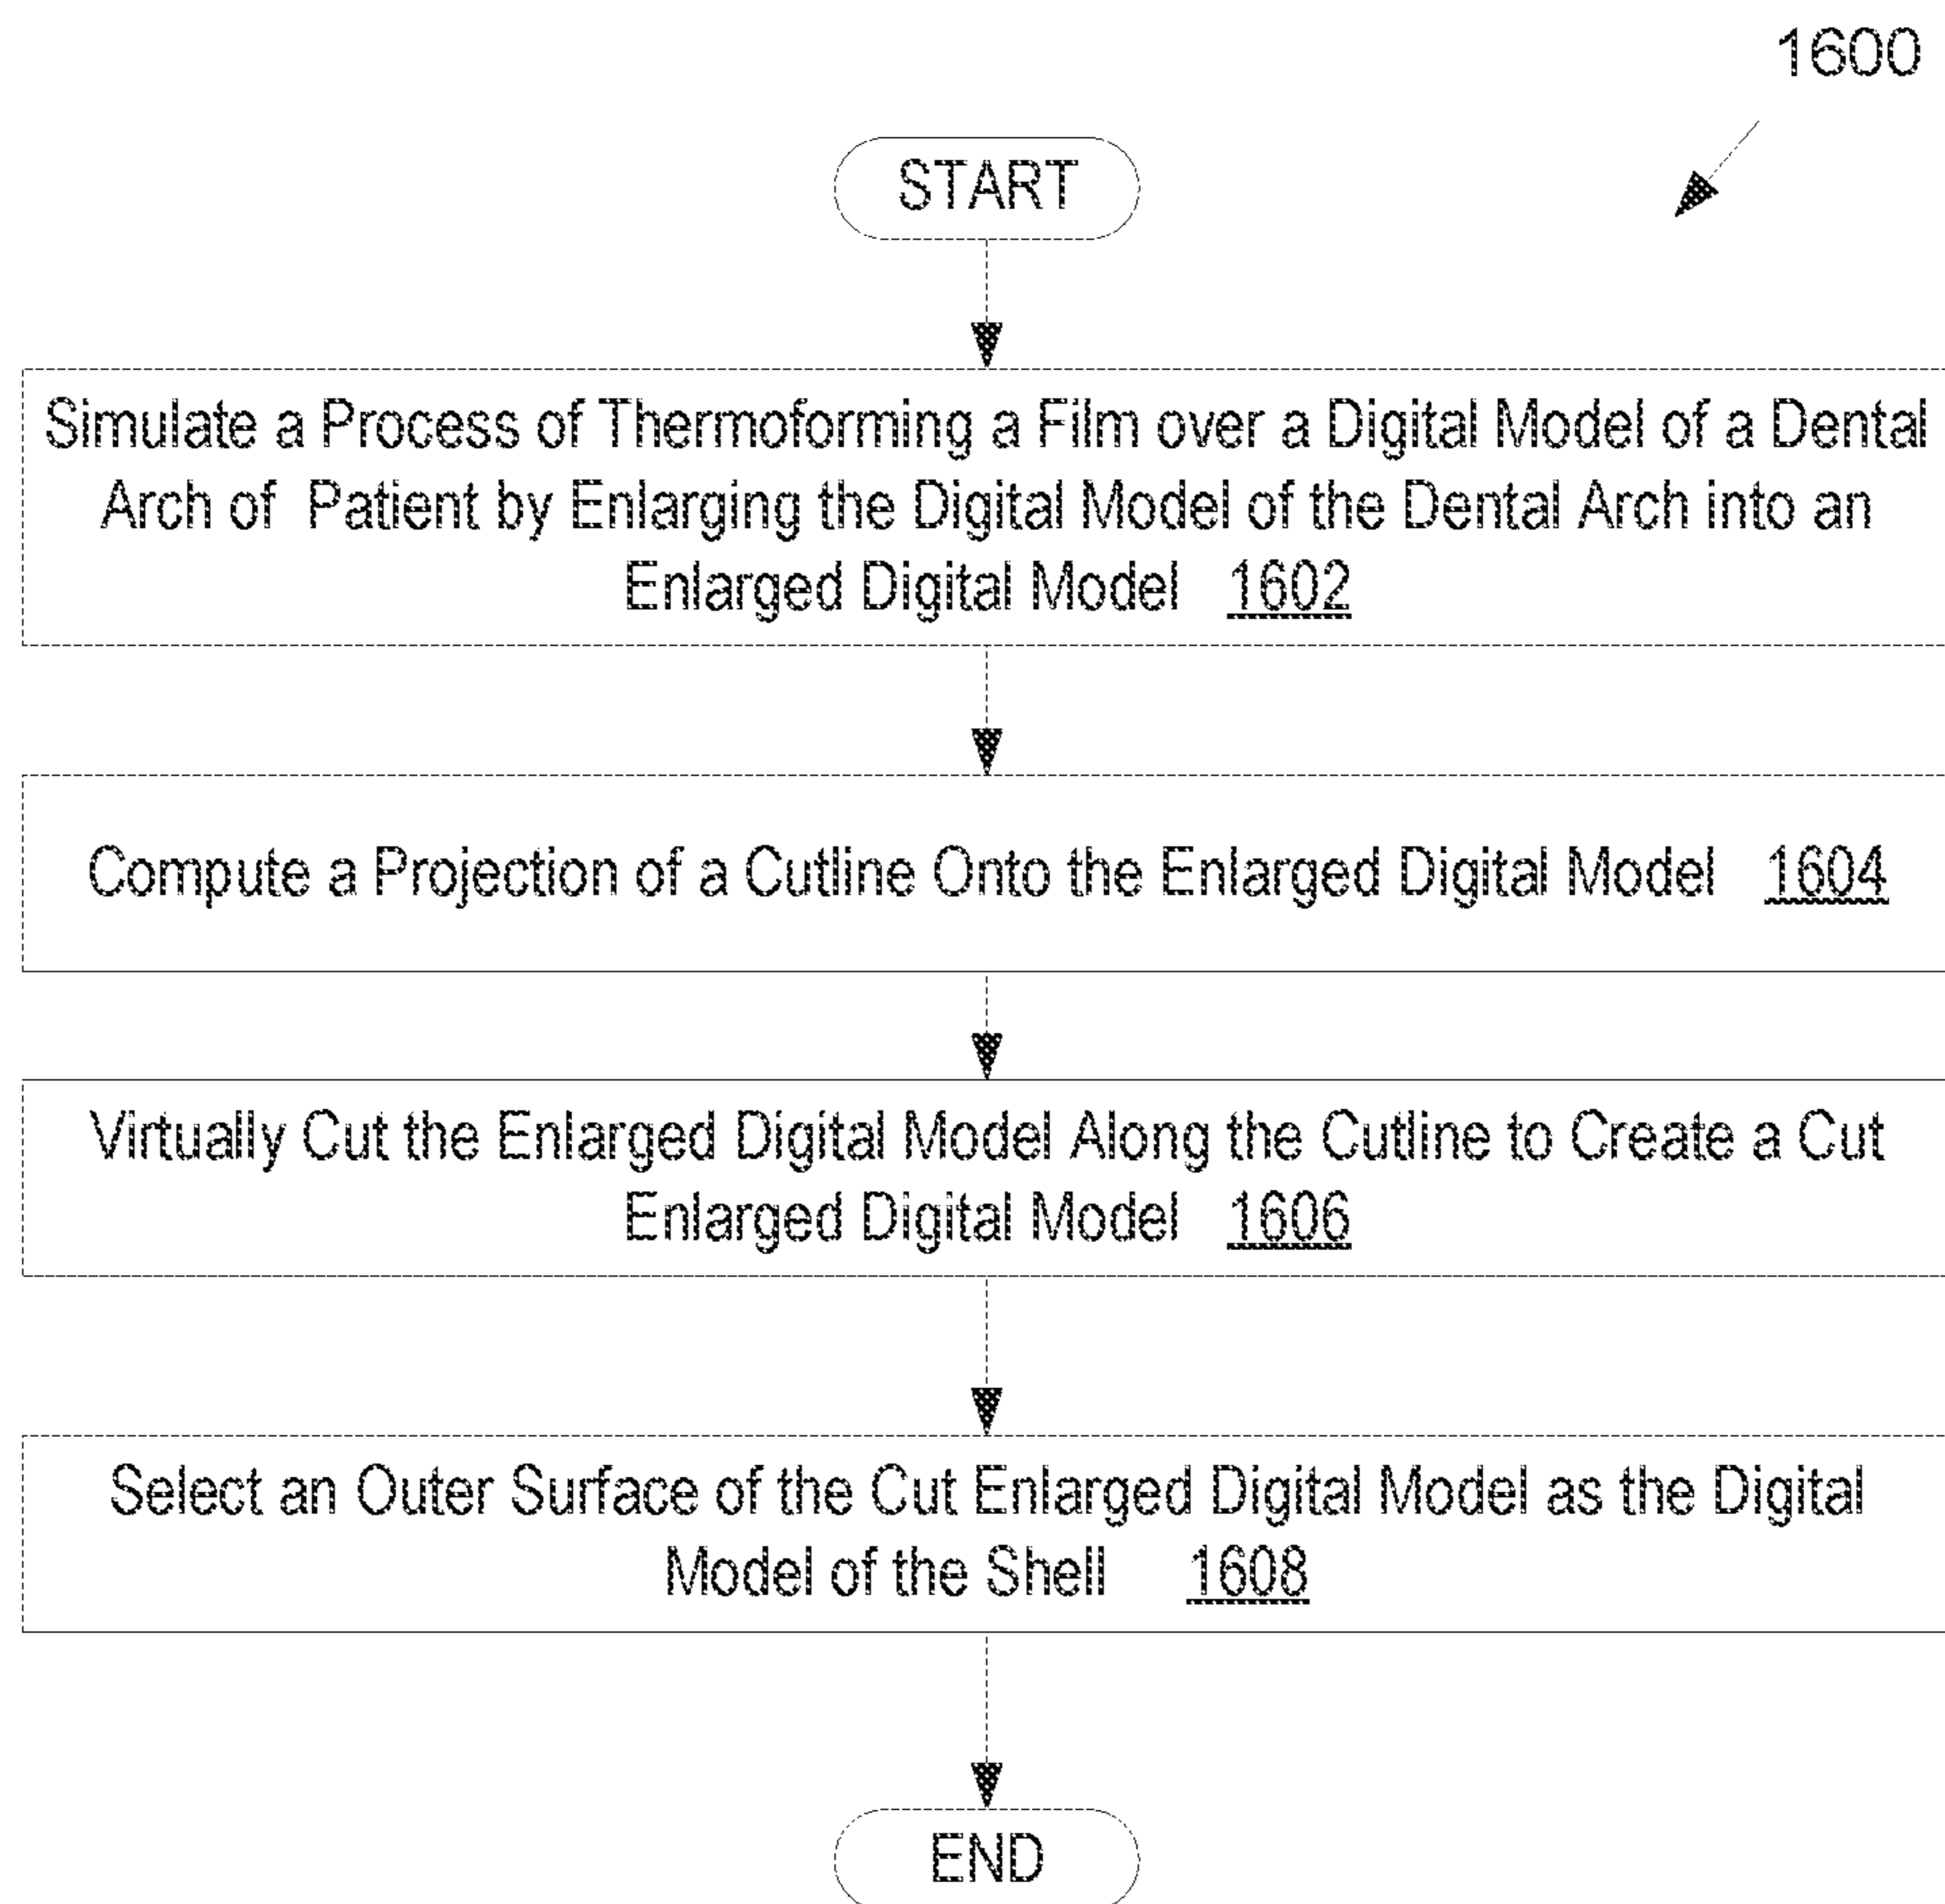 1600
START
Simulate a Process of Thermoforming a Film over a Digital Model of a Dental
Arch of Patient by Enlarging the Digital Model of the Dental Arch into an
Enlarged Digital Model 1602
Compute a Projection of a Cutline Onto the Enlarged Digital Model 1604
Virtually Cut the Enlarged Digital Model Along the Cutline to Create a Cut
Enlarged Digital Model 1606
Select an Outer Surface of the Cut Enlarged Digital Model as the Digital
Model of the Shell 1608
END